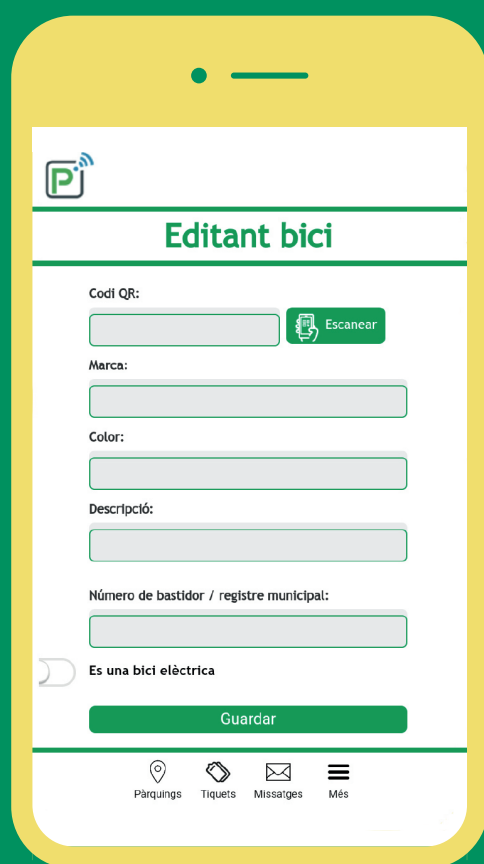 P
Editant bici
Codi QR:
Escanear
Marca:
Color:
Descripció:
Número de bastidor / registre municipal:
Es una bici elèctrica
Guardar
Pàrquings Tiquets Missatges Més